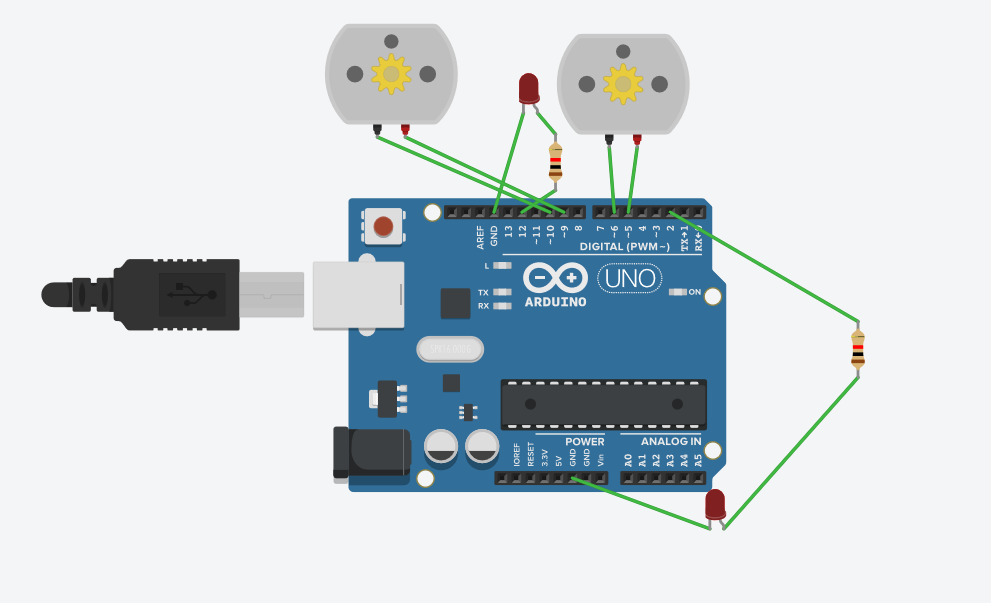 AREF
GND
13
12
~11
~10
~9
8
7
~6
~5
4
~3
2
TX→1
RX←0
DIGITAL (PWM~)
L
TX
RX
ARDUINO
UNO
ON
POWER
ANALOG IN
IOREF
RESET
3.3V
5V
GND
GND
Vin
A0
A1
A2
A3
A4
A5